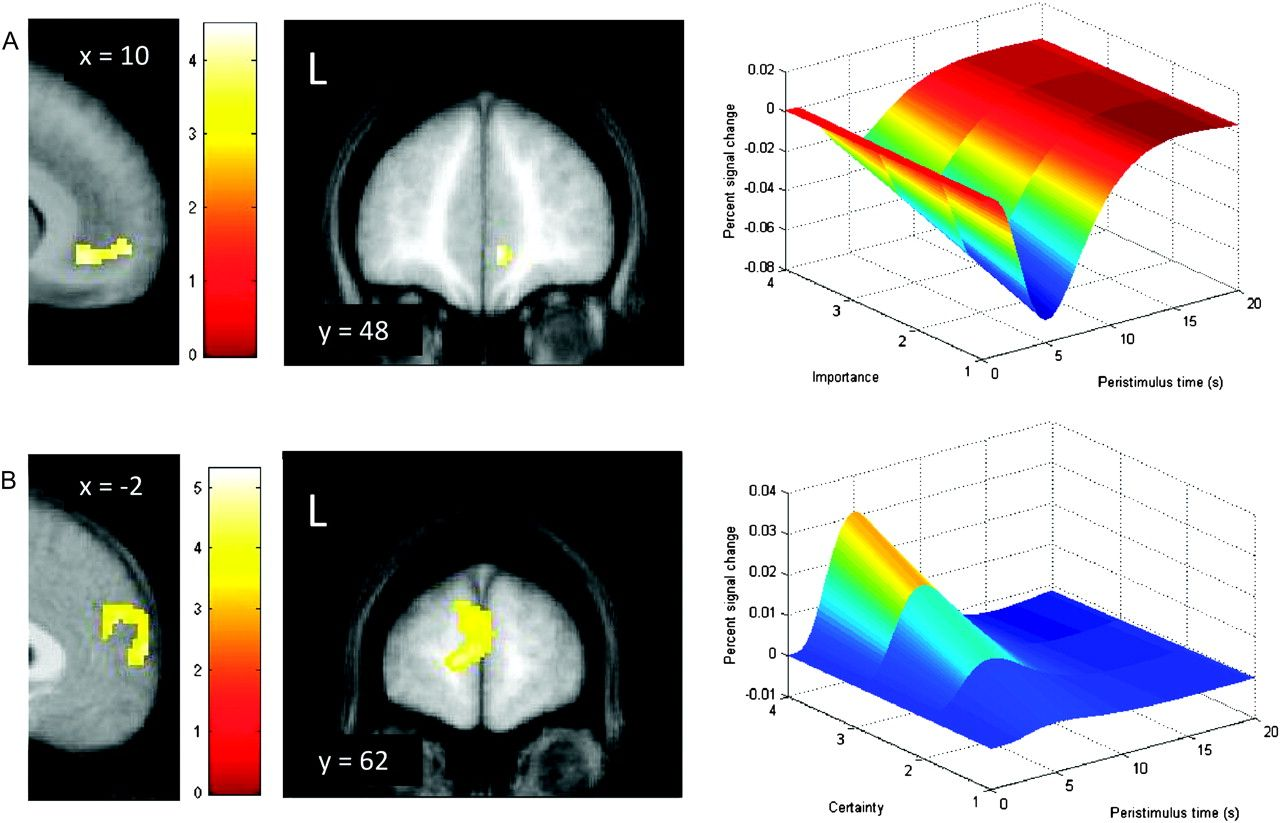 A
x = 10
4
3
2
1
0
L
y = 48
0.02
0
-0.02
-0.04
-0.06
-0.08
Percent signal change
4
3
2
1
Importance
0
5
10
15
20
Peristimulus time (s)
B
x = -2
5
4
3
2
1
0
L
y = 62
0.04
0.03
0.02
0.01
0
-0.01
Percent signal change
4
3
2
1
Certainty
0
5
10
15
20
Peristimulus time (s)